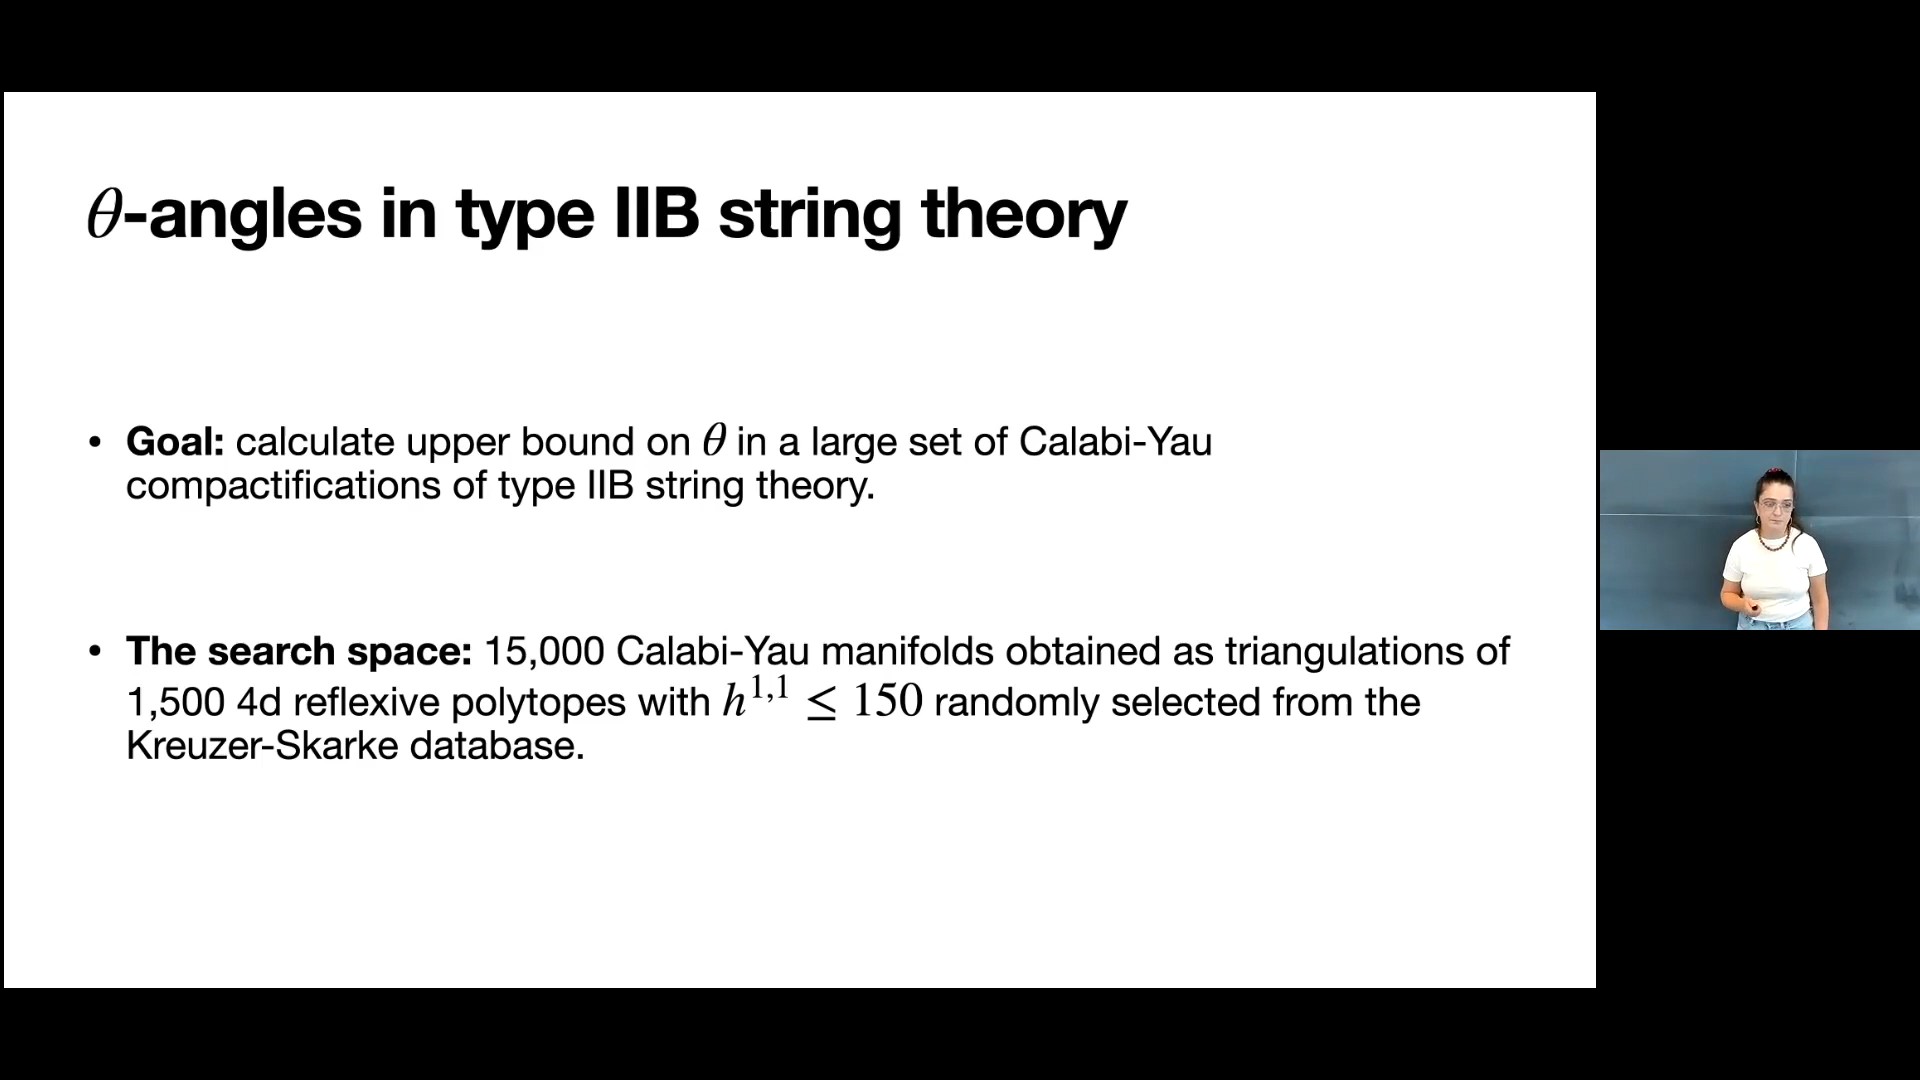 θ-angles in type IIB string theory
• Goal: calculate upper bound on θ in a large set of Calabi-Yau
compactifications of type IIB string theory.
• The search space: 15,000 Calabi-Yau manifolds obtained as triangulations of
1,500 4d reflexive polytopes with h^{1,1} ≤ 150 randomly selected from the
Kreuzer-Skarke database.